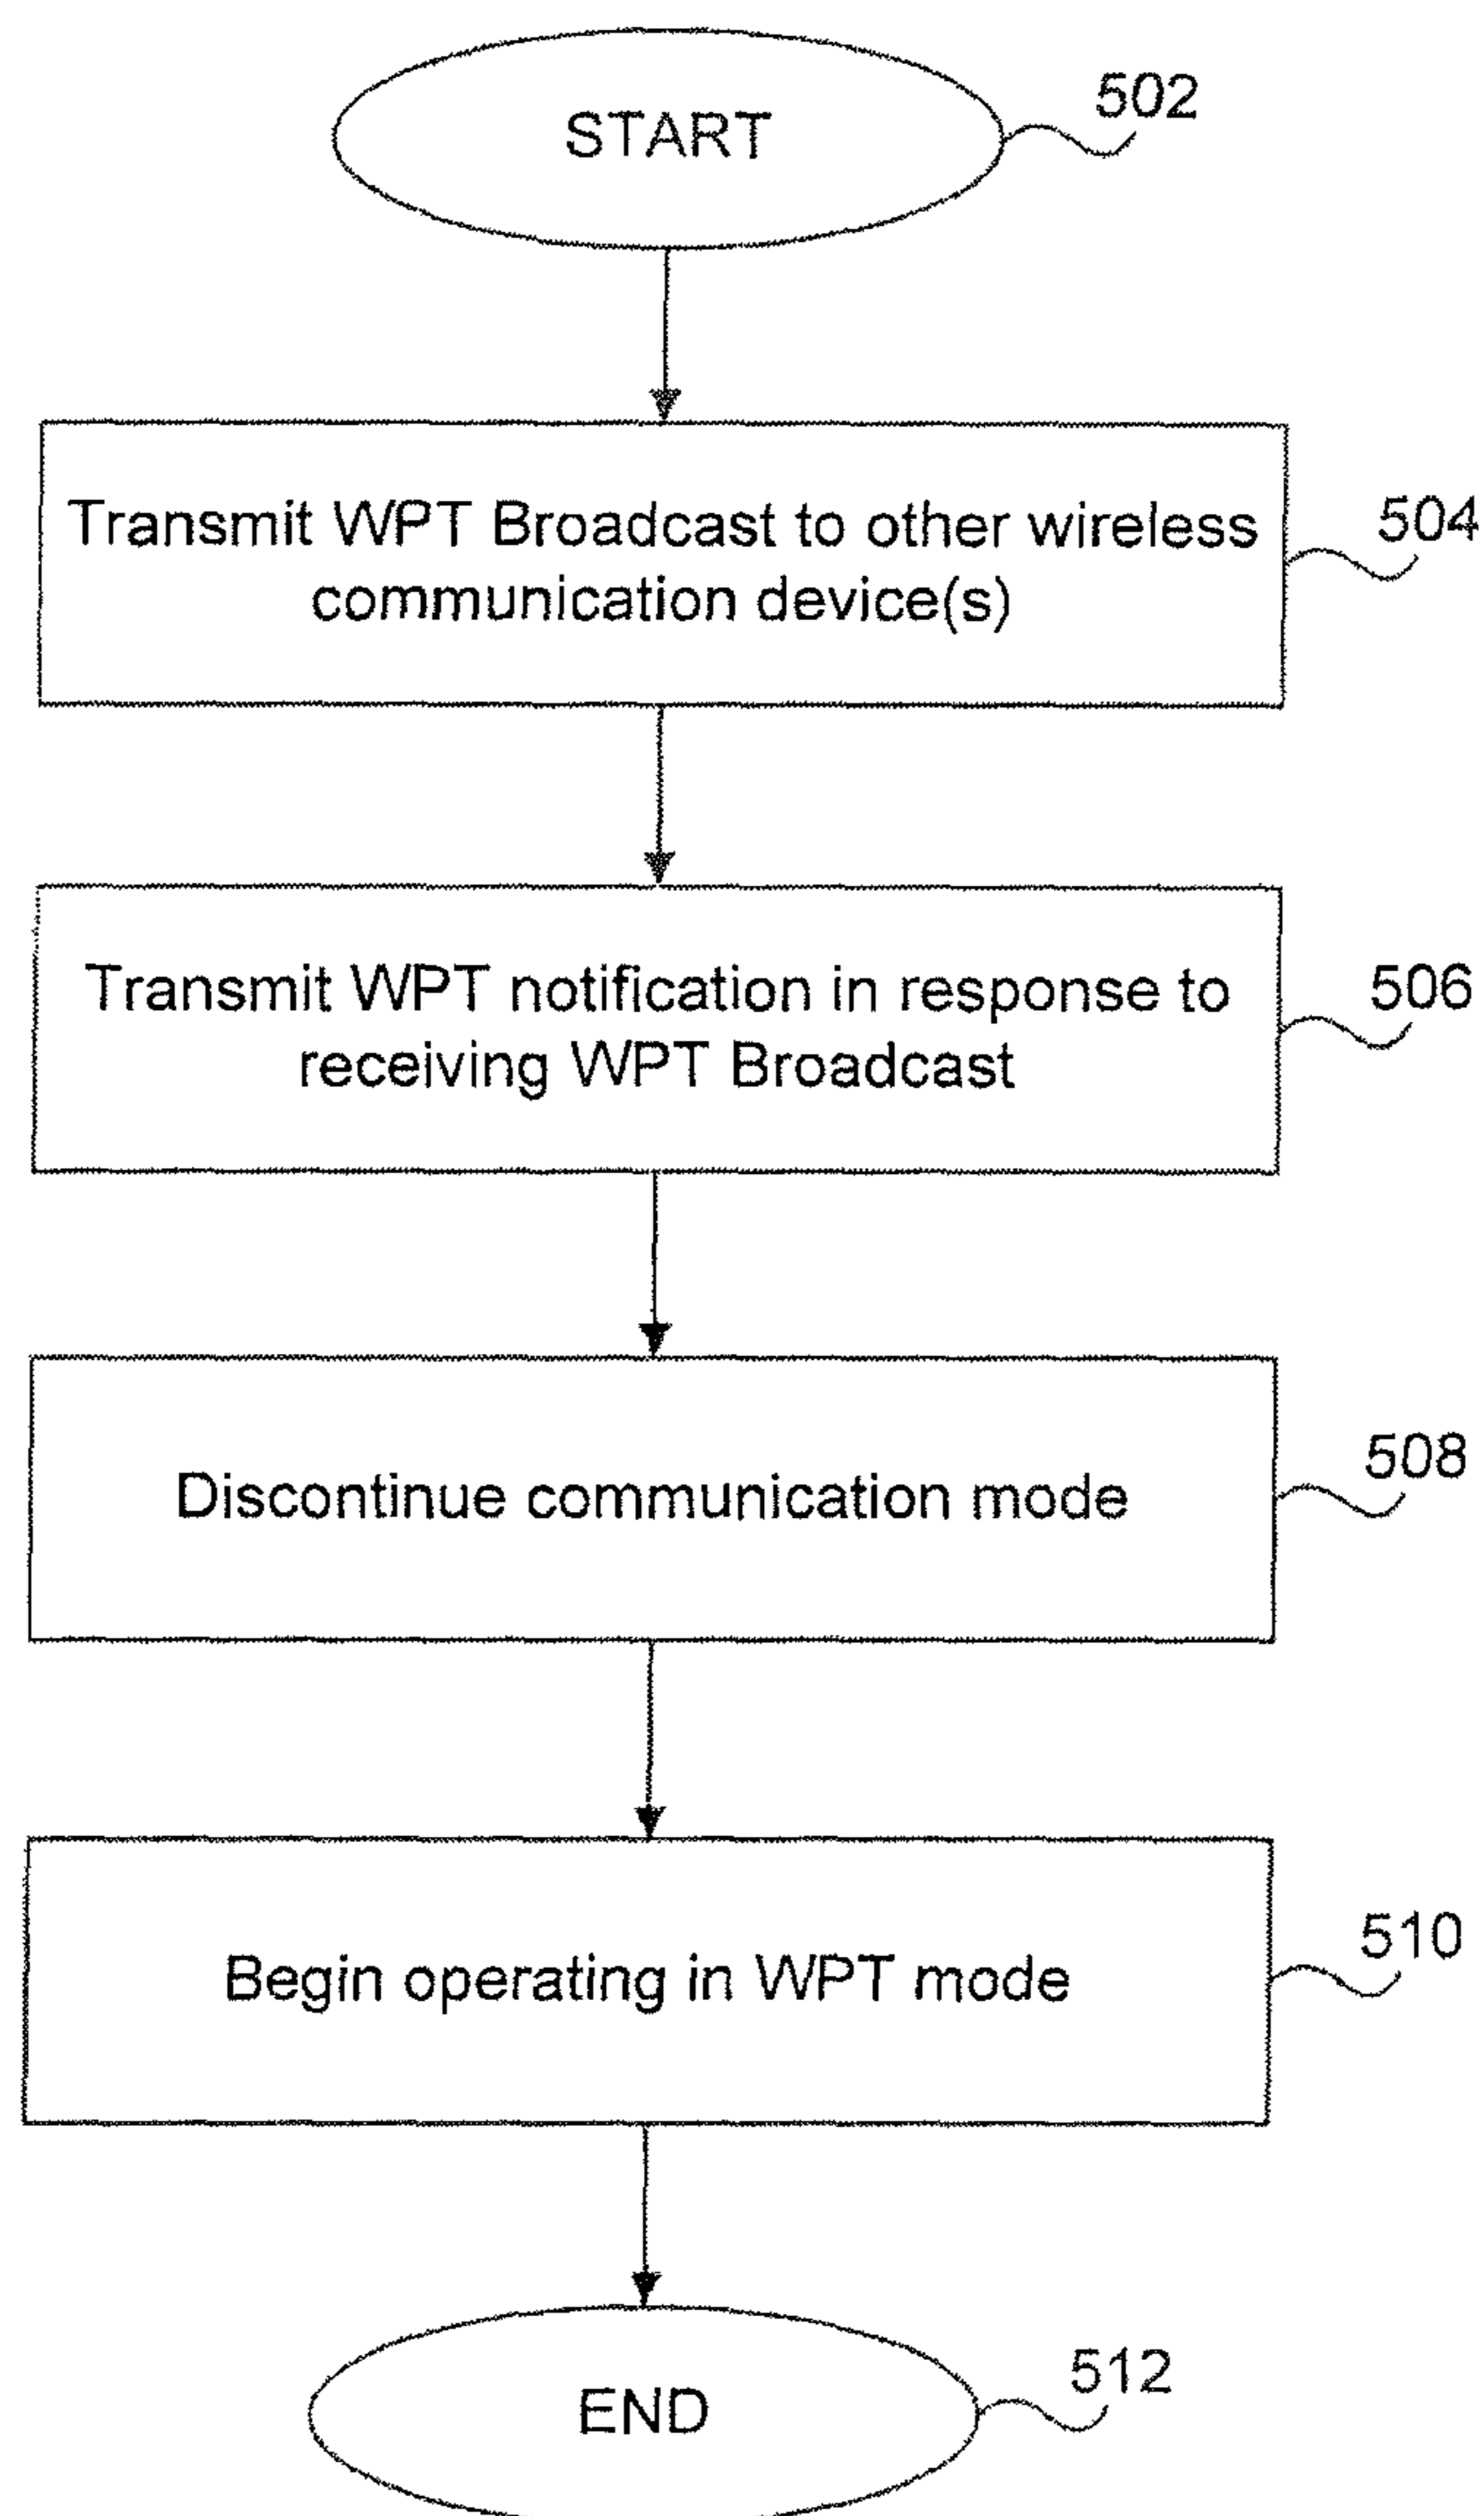 START
502
Transmit WPT Broadcast to other wireless
communication device(s)
504
Transmit WPT notification in response to
receiving WPT Broadcast
506
Discontinue communication mode
508
Begin operating in WPT mode
510
END
512